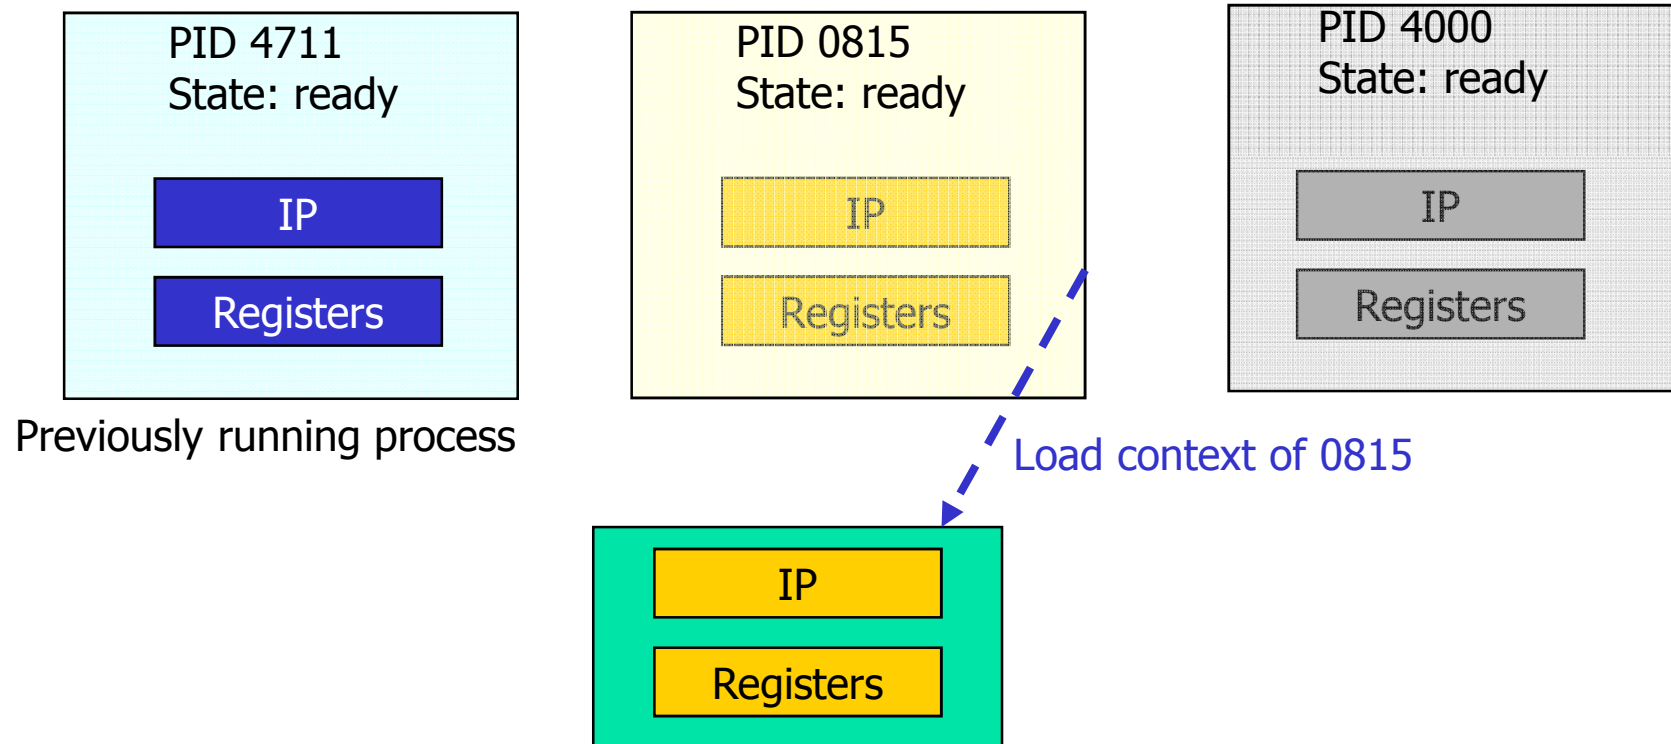 PID 4711
State: ready
IP
Registers
Previously running process
PID 0815
State: ready
IP
Registers
PID 4000
State: ready
IP
Registers
Load context of 0815
IP
Registers